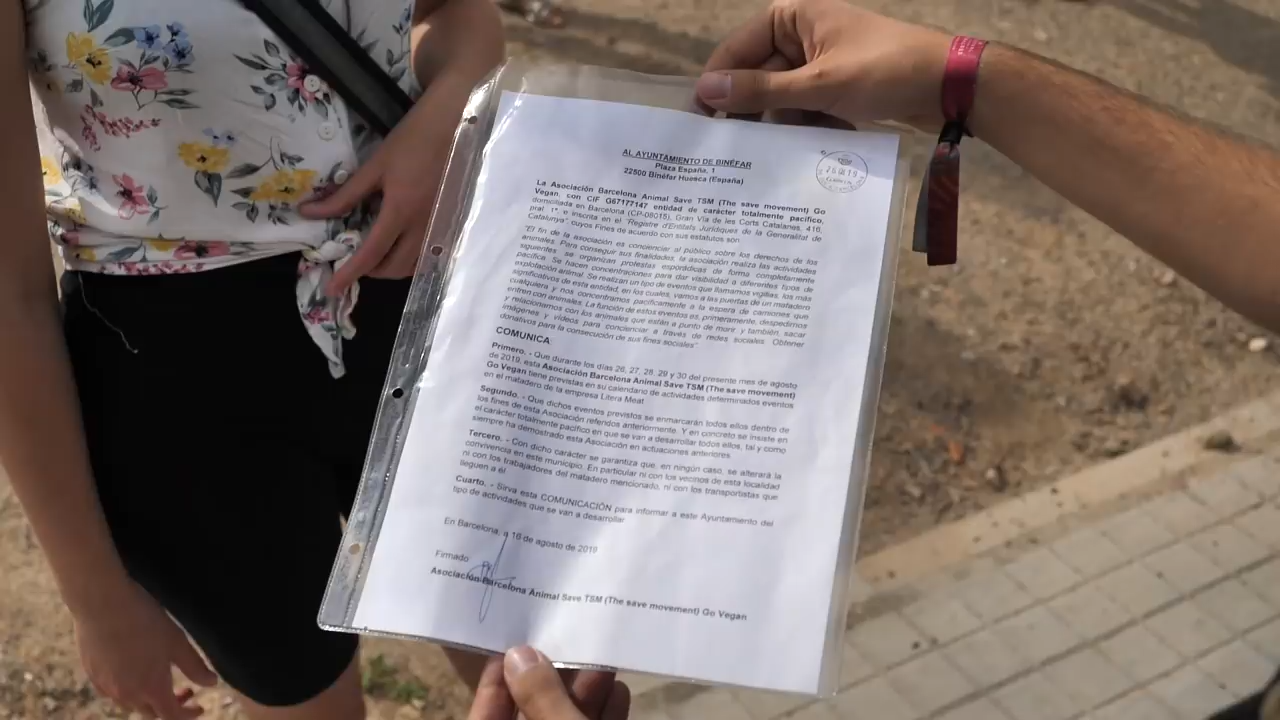 AL AYUNTAMIENTO DE BINÉFAR
Plaza España, 1
22500 Binéfar Huesca (España)
26 08 19
La Asociación Barcelona Animal Save TSM (The save movement) Go
Vegan, con CIF G67177147 entidad de carácter totalmente pacífico,
domiciliada en Barcelona (CP-08015), Gran Vía de les Corts Catalanes, 416,
pral 1ª e inscrita en el "Registre d'Entitats Jurídiques de la Generalitat de
Catalunya", cuyos Fines de acuerdo con sus estatutos son:
"El fin de la asociación es concienciar al público sobre los derechos de los
animales. Para conseguir sus finalidades, la asociación realiza las actividades
siguientes: se organizan protestas esporádicas de forma completamente
pacífica. Se hacen concentraciones para dar visibilidad a diferentes tipos de
explotación animal. Se realizan un tipo de eventos que llamamos vigilias, los más
significativos de esta entidad, en los cuales, vamos a las puertas de un matadero
cualquiera y nos concentramos pacíficamente a la espera de camiones que
entren con animales. La función de estos eventos es, primeramente, despedirnos
y relacionarnos con los animales que están a punto de morir, y también, sacar
imágenes y vídeos para concienciar a través de redes sociales. Obtener
donativos para la consecución de sus fines sociales".
COMUNICA:
Primero. - Que durante los días 26, 27, 28, 29 y 30 del presente mes de agosto
de 2019, esta Asociación Barcelona Animal Save TSM (The save movement)
Go Vegan tiene previstas en su calendario de actividades determinados eventos
en el matadero de la empresa Litera Meat
Segundo. - Que dichos eventos previstos se enmarcarán todos ellos dentro de
los fines de esta Asociación referidos anteriormente. Y en concreto se insiste en
el carácter totalmente pacífico en que se van a desarrollar todos ellos, tal y como
siempre ha demostrado esta Asociación en actuaciones anteriores.
Tercero. - Con dicho carácter se garantiza que, en ningún caso, se alterará la
convivencia en este municipio. En particular ni con los vecinos de esta localidad
ni con los trabajadores del matadero mencionado, ni con los transportistas que
lleguen a él
Cuarto. - Sirva esta COMUNICACIÓN para informar a este Ayuntamiento del
tipo de actividades que se van a desarrollar
En Barcelona, a 16 de agosto de 2019
Firmado:
Asociación Barcelona Animal Save TSM (The save movement) Go Vegan